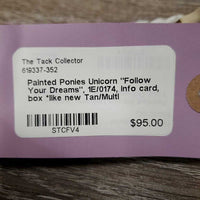 The Tack Collector
619337-352
Painted Ponies Unicorn "Follow
Your Dreams", 1E/0174, info card,
box *like new Tan/Multi
$95.00
STCFV4